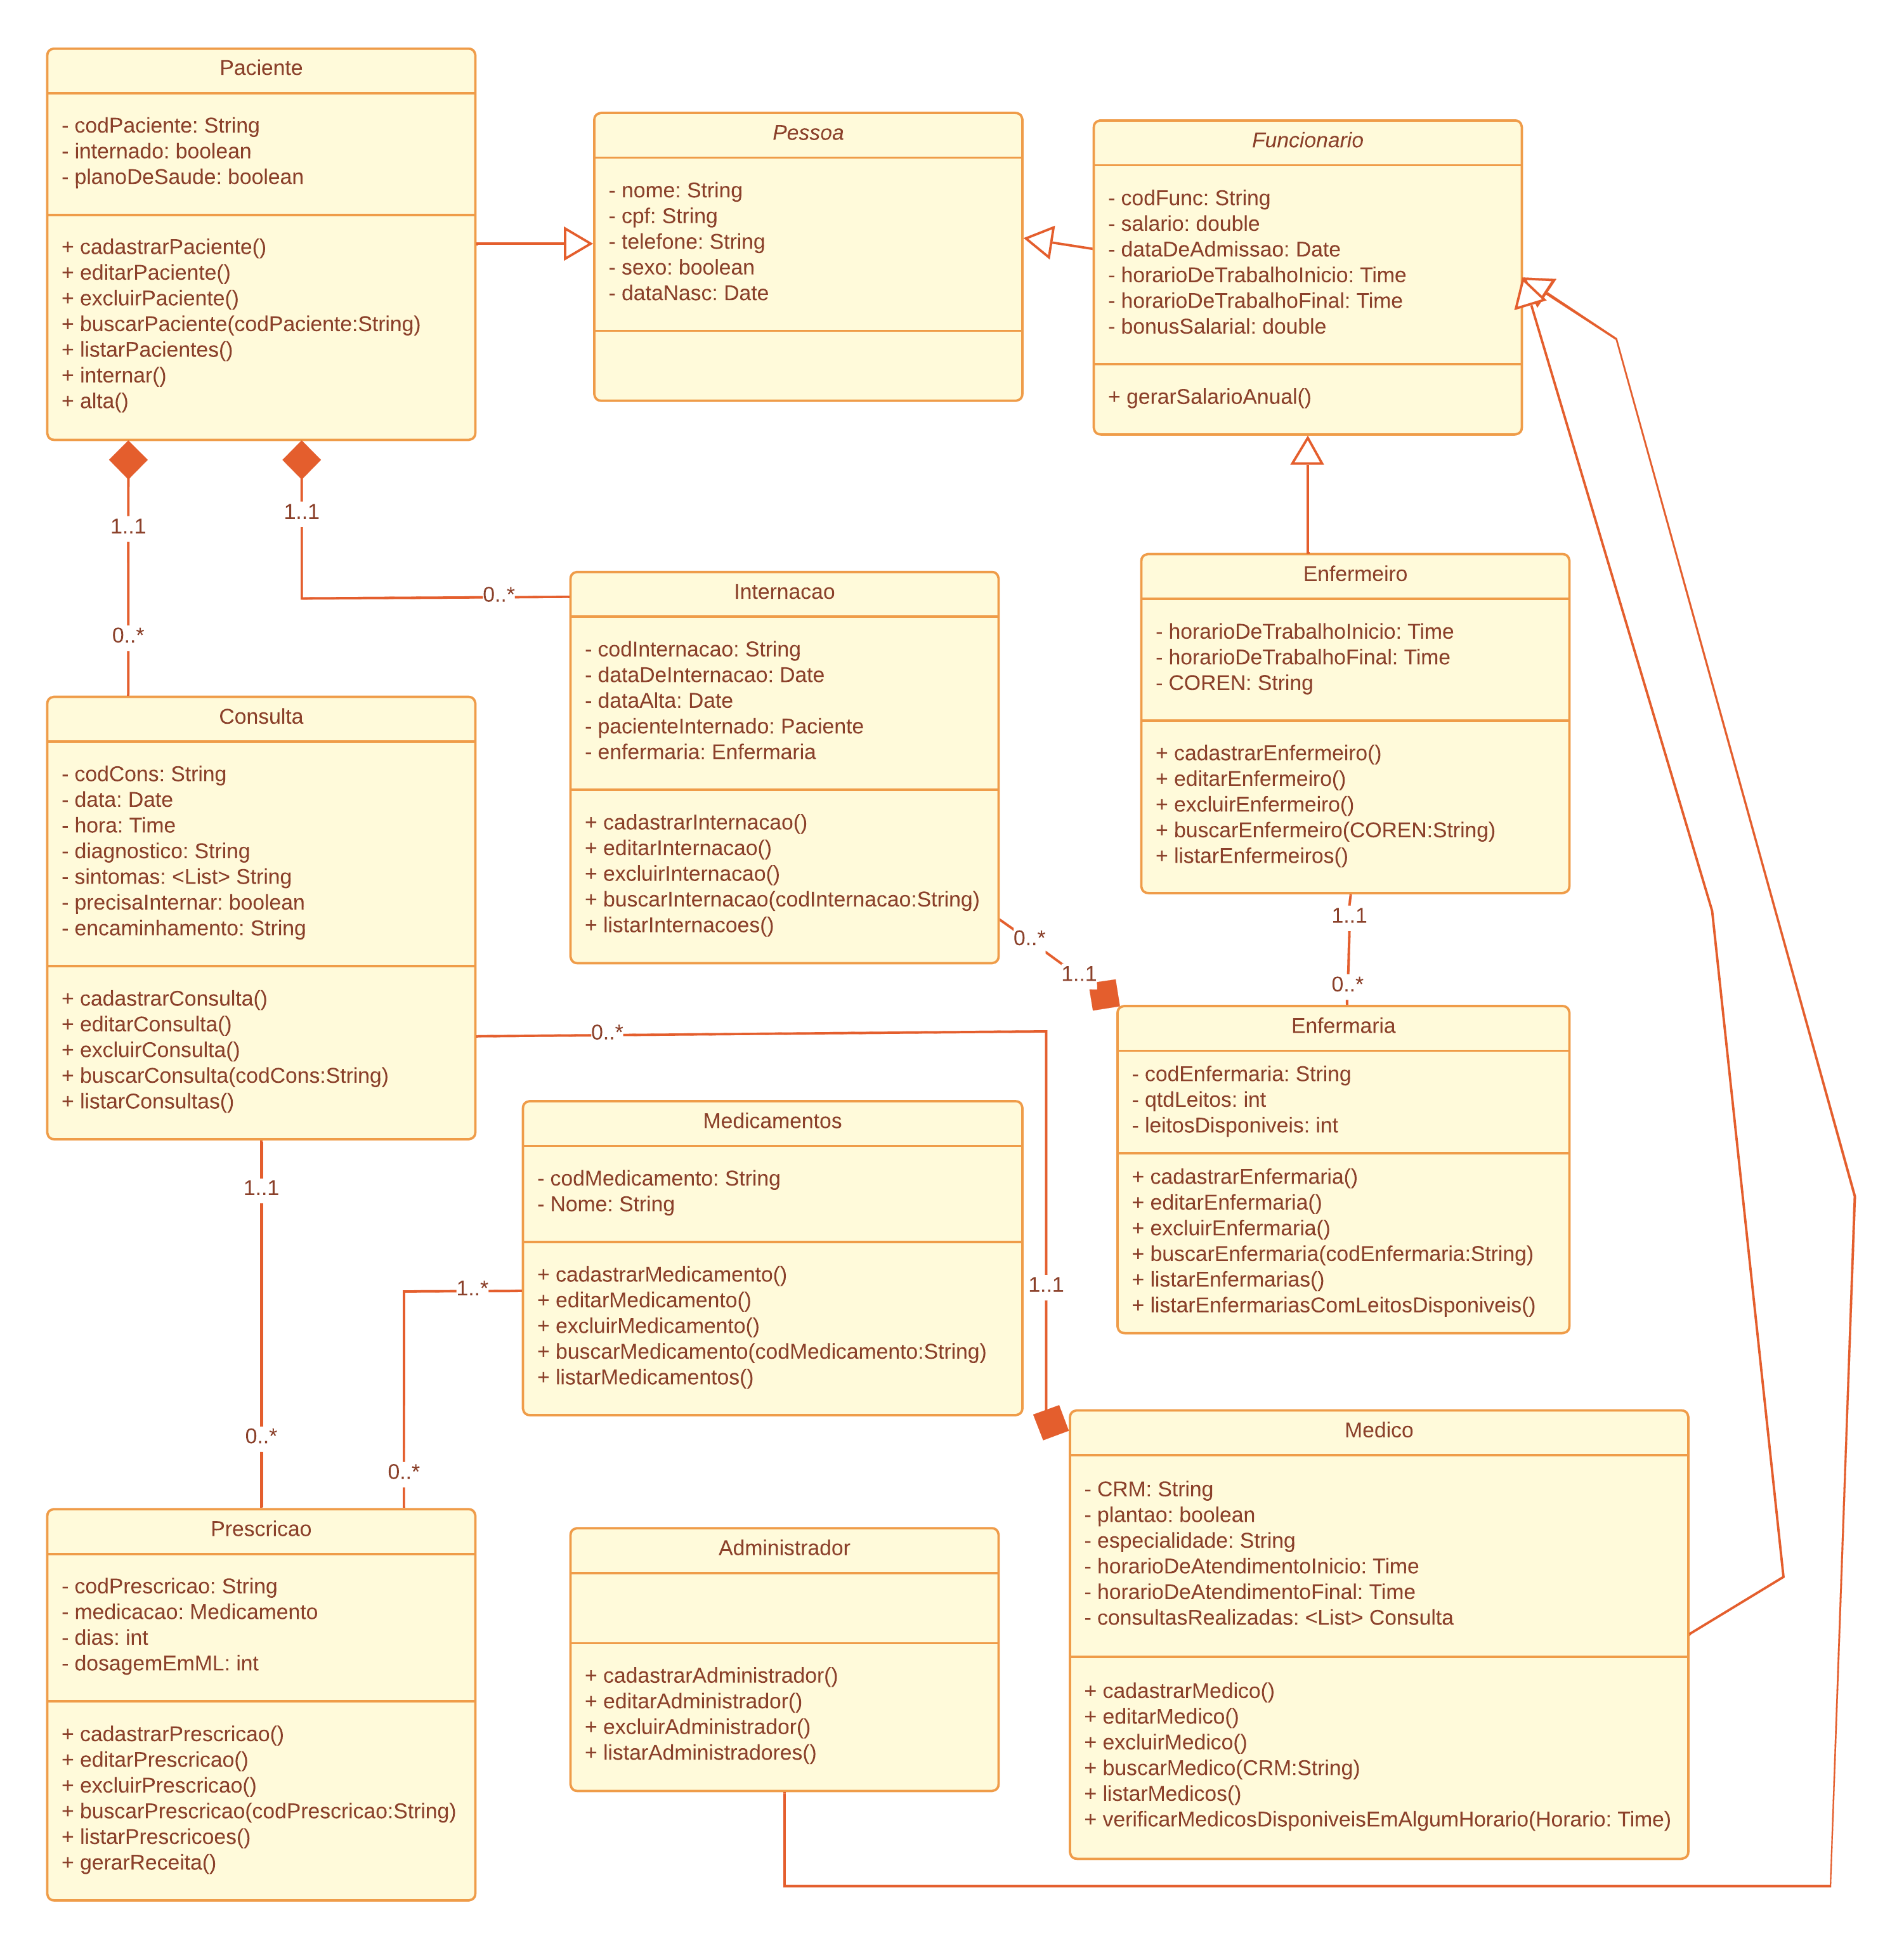 Paciente
- codPaciente: String
- internado: boolean
- planoDeSaude: boolean
+ cadastrarPaciente()
+ editarPaciente()
+ excluirPaciente()
+ buscarPaciente(codPaciente:String)
+ listarPacientes()
+ internar()
+ alta()
Pessoa
- nome: String
- cpf: String
- telefone: String
- sexo: boolean
- dataNasc: Date
Funcionario
- codFunc: String
- salario: double
- dataDeAdmissao: Date
- horarioDeTrabalhoInicio: Time
- horarioDeTrabalhoFinal: Time
- bonusSalarial: double
+ gerarSalarioAnual()
1..1
0..*
1..1
0..*
Internacao
- codInternacao: String
- dataDeInternacao: Date
- dataAlta: Date
- pacienteInternado: Paciente
- enfermaria: Enfermaria
+ cadastrarInternacao()
+ editarInternacao()
+ excluirInternacao()
+ buscarInternacao(codInternacao:String)
+ listarInternacoes()
Enfermeiro
- horarioDeTrabalhoInicio: Time
- horarioDeTrabalhoFinal: Time
- COREN: String
+ cadastrarEnfermeiro()
+ editarEnfermeiro()
+ excluirEnfermeiro()
+ buscarEnfermeiro(COREN:String)
+ listarEnfermeiros()
Consulta
- codCons: String
- data: Date
- hora: Time
- diagnostico: String
- sintomas: <List> String
- precisaInternar: boolean
- encaminhamento: String
+ cadastrarConsulta()
+ editarConsulta()
+ excluirConsulta()
+ buscarConsulta(codCons:String)
+ listarConsultas()
0..*
1..1
1..1
0..*
Enfermaria
- codEnfermaria: String
- qtdLeitos: int
- leitosDisponiveis: int
+ cadastrarEnfermaria()
+ editarEnfermaria()
+ excluirEnfermaria()
+ buscarEnfermaria(codEnfermaria:String)
+ listarEnfermarias()
+ listarEnfermariasComLeitosDisponiveis()
0..*
1..1
Medicamentos
- codMedicamento: String
- Nome: String
+ cadastrarMedicamento()
+ editarMedicamento()
+ excluirMedicamento()
+ buscarMedicamento(codMedicamento:String)
+ listarMedicamentos()
1..1
0..*
1..*
0..*
Prescricao
- codPrescricao: String
- medicacao: Medicamento
- dias: int
- dosagemEmML: int
+ cadastrarPrescricao()
+ editarPrescricao()
+ excluirPrescricao()
+ buscarPrescricao(codPrescricao:String)
+ listarPrescricoes()
+ gerarReceita()
Administrador
+ cadastrarAdministrador()
+ editarAdministrador()
+ excluirAdministrador()
+ listarAdministradores()
Medico
- CRM: String
- plantao: boolean
- especialidade: String
- horarioDeAtendimentoInicio: Time
- horarioDeAtendimentoFinal: Time
- consultasRealizadas: <List> Consulta
+ cadastrarMedico()
+ editarMedico()
+ excluirMedico()
+ buscarMedico(CRM:String)
+ listarMedicos()
+ verificarMedicosDisponiveisEmAlgumHorario(Horario: Time)